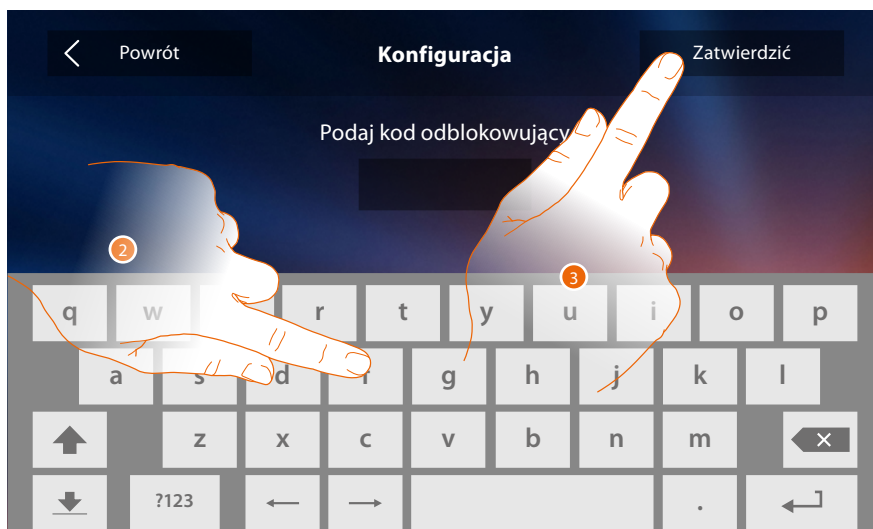 Powrót
Konfiguracja
Zatwierdzić
Podaj kod odblokowujący
2
3
q w r t y u i o p
a s d f g h j k l
z x c v b n m
?123 .